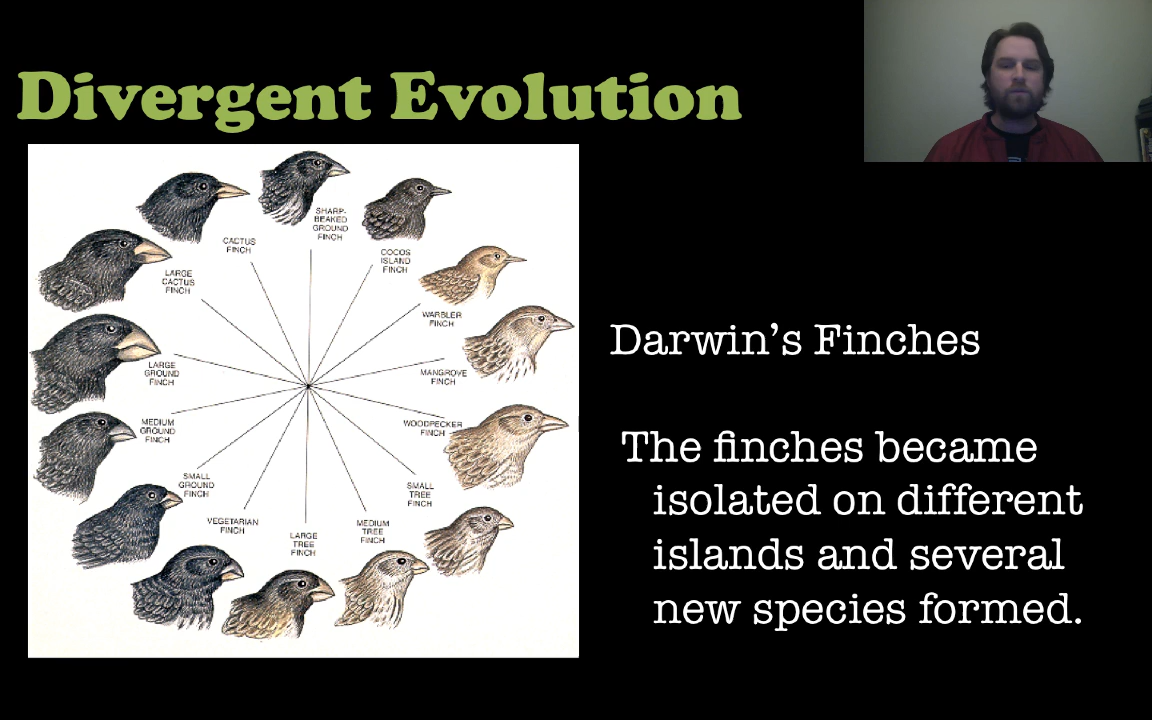 Divergent Evolution
SHARP-
BEAKED
GROUND
FINCH
CACTUS
FINCH
COCOS
ISLAND
FINCH
LARGE
CACTUS
FINCH
WARBLER
FINCH
LARGE
GROUND
FINCH
MANGROVE
FINCH
MEDIUM
GROUND
FINCH
WOODPECKER
FINCH
SMALL
GROUND
FINCH
SMALL
TREE
FINCH
VEGETARIAN
FINCH
LARGE
TREE
FINCH
MEDIUM
TREE
FINCH
Darwin’s Finches
The finches became
isolated on different
islands and several
new species formed.